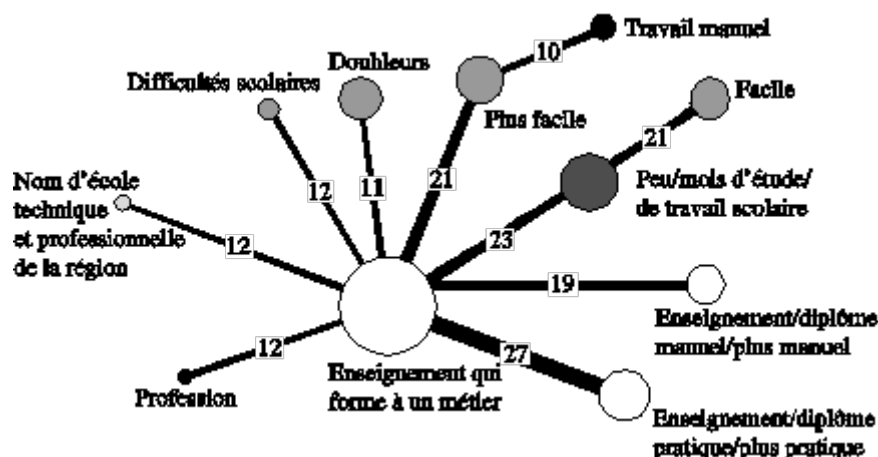 Travail manuel
10
Doubleurs
Difficultés scolaires
Facile
Plus facile
21
Nom d'école
technique
et professionnelle
de la région
12
11
21
Peu/mois d'étude/
de travail scolaire
12
23
19
Enseignement/diplôme
manuel/plus manuel
12
27
Enseignement qui
forme à un métier
Profession
Enseignement/diplôme
pratique/plus pratique